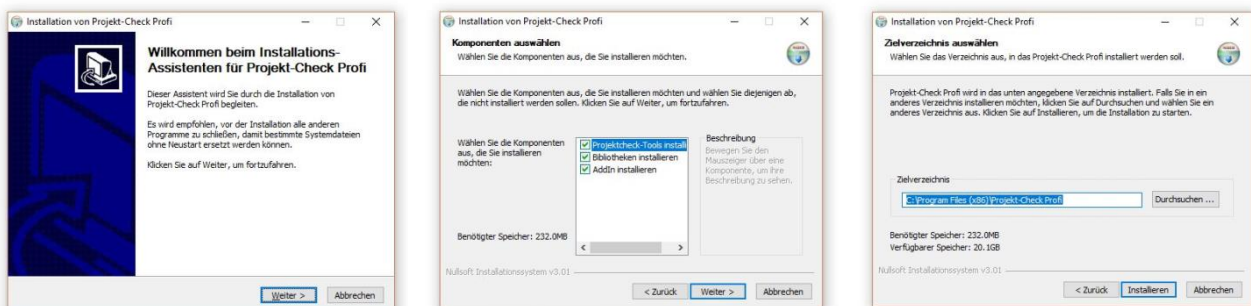 Installation von Projekt-Check Profi
Willkommen beim Installations-
Assistenten für Projekt-Check Profi
Dieser Assistent wird Sie durch die Installation von
Projekt-Check Profi begleiten.
Es wird empfohlen, vor der Installation alle anderen
Programme zu schließen, damit bestimmte Systemdateien
ohne Neustart ersetzt werden können.
Klicken Sie auf Weiter, um fortzufahren.
Weiter >
Abbrechen
Installation von Projekt-Check Profi
Komponenten auswählen
Wählen Sie die Komponenten aus, die Sie installieren möchten.
Wählen Sie die Komponenten aus, die Sie installieren möchten und wählen Sie diejenigen ab,
die nicht installiert werden sollen. Klicken Sie auf Weiter, um fortzufahren.
Wählen Sie die Komponenten
aus, die Sie installieren
möchten:
Projektcheck-Tools install
Bibliotheken installieren
AddIn installieren
Beschreibung
Bewegen Sie den
Mauszeiger über eine
Komponente, um ihre
Beschreibung zu sehen.
Benötigter Speicher: 232.0MB
Nullsoft Installationssystem v3.01
< Zurück
Weiter >
Abbrechen
Installation von Projekt-Check Profi
Zielverzeichnis auswählen
Wählen Sie das Verzeichnis aus, in das Projekt-Check Profi installiert werden soll.
Projekt-Check Profi wird in das unten angegebene Verzeichnis installiert. Falls Sie in ein
anderes Verzeichnis installieren möchten, klicken Sie auf Durchsuchen und wählen Sie ein
anderes Verzeichnis aus. Klicken Sie auf Installieren, um die Installation zu starten.
Zielverzeichnis
C:\Program Files (x86)\Projekt-Check Profi
Durchsuchen ...
Benötigter Speicher: 232.0MB
Verfügbarer Speicher: 20.1GB
Nullsoft Installationssystem v3.01
< Zurück
Installieren
Abbrechen